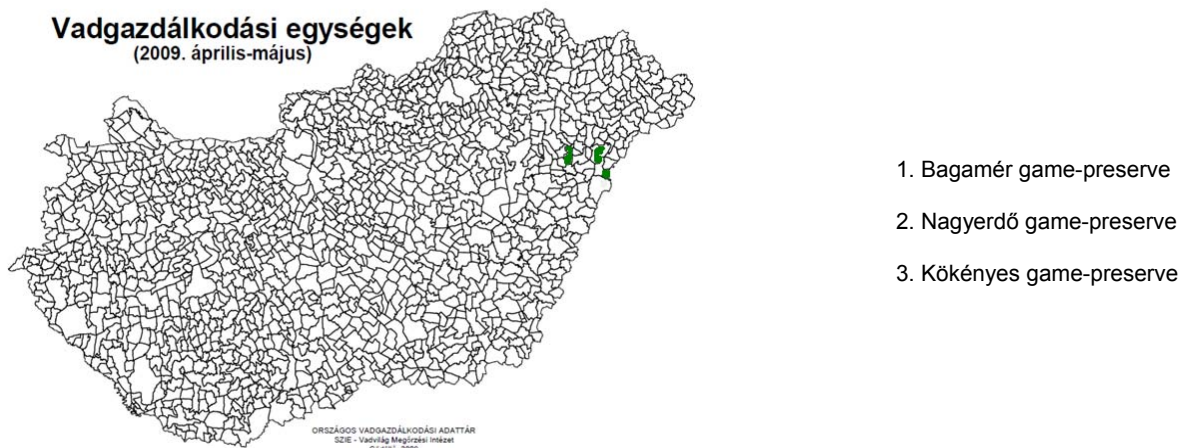 Vadgazdálkodási egységek
(2009. április-május)
1. Bagamér game-preserve
2. Nagyerdő game-preserve
3. Kökényes game-preserve
ORSZÁGOS VADGAZDÁLKODÁSI ADATTÁR
SZIE - Vadvilág Megőrzési Intézet